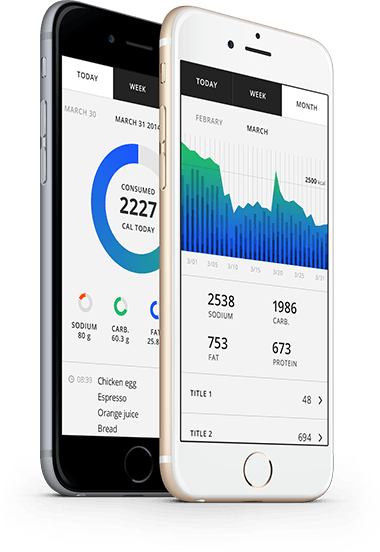 TODAY
WEEK
MARCH 30
MARCH 31 2014
CONSUMED
2227
CAL TODAY
SODIUM
80 g
CARB.
60.3 g
FAT
25.8
08:39 Chicken egg
Espresso
Orange juice
Bread
TODAY
WEEK
MONTH
FEBRARY
MARCH
2500 kcal
3/01 3/05 3/10 3/15 3/20 3/25 3/31
2538
SODIUM
1986
CARB.
753
FAT
673
PROTEIN
TITLE 1 48
TITLE 2 694